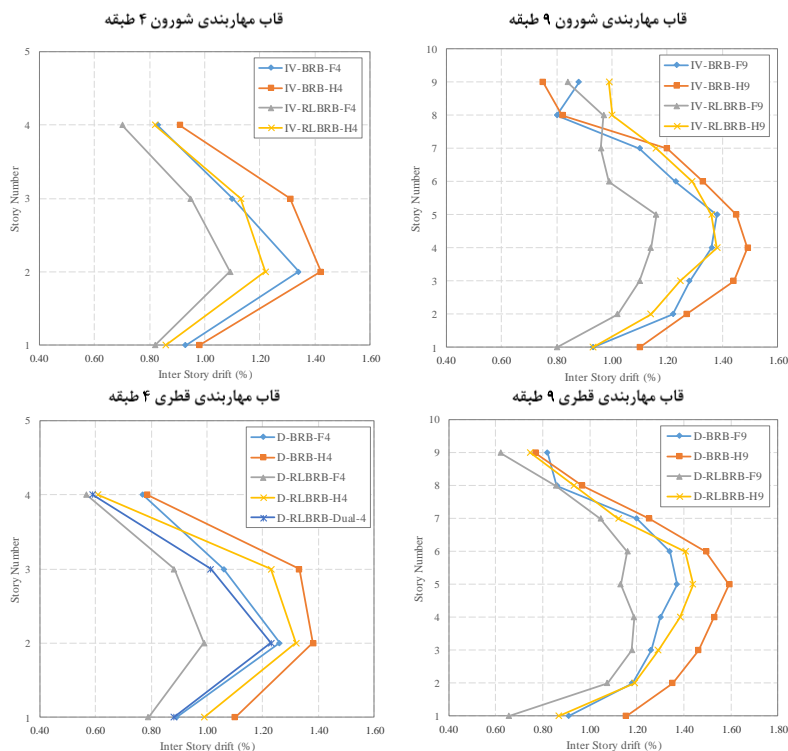 قاب مهاربندی شورون ۴ طبقه
5
4
3
2
1
Story Number
0.40 0.60 0.80 1.00 1.20 1.40 1.60
Inter Story drift (%)
IV-BRB-F4
IV-BRB-H4
IV-RLBRB-F4
IV-RLBRB-H4
قاب مهاربندی شورون ۹ طبقه
10
9
8
7
6
5
4
3
2
1
Story Number
0.40 0.60 0.80 1.00 1.20 1.40 1.60
Inter Story drift (%)
IV-BRB-F9
IV-BRB-H9
IV-RLBRB-F9
IV-RLBRB-H9
قاب مهاربندی قطری ۴ طبقه
5
4
3
2
1
Story Number
0.40 0.60 0.80 1.00 1.20 1.40 1.60
Inter Story drift (%)
D-BRB-F4
D-BRB-H4
D-RLBRB-F4
D-RLBRB-H4
D-RLBRB-Dual-4
قاب مهاربندی قطری ۹ طبقه
10
9
8
7
6
5
4
3
2
1
Story Number
0.40 0.60 0.80 1.00 1.20 1.40 1.60 1.80
Inter Story drift (%)
D-BRB-F9
D-BRB-H9
D-RLBRB-F9
D-RLBRB-H9